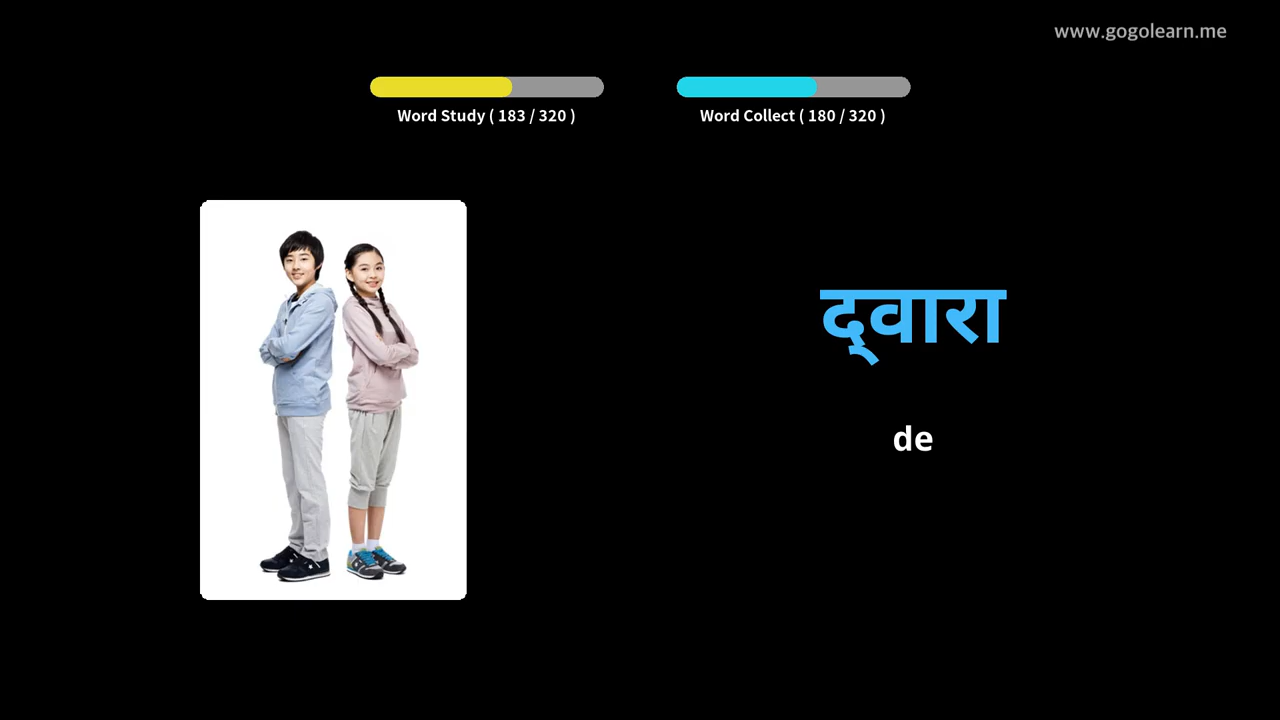 www.gogolearn.me
Word Study ( 183 / 320 )
Word Collect ( 180 / 320 )
द्वारा
de